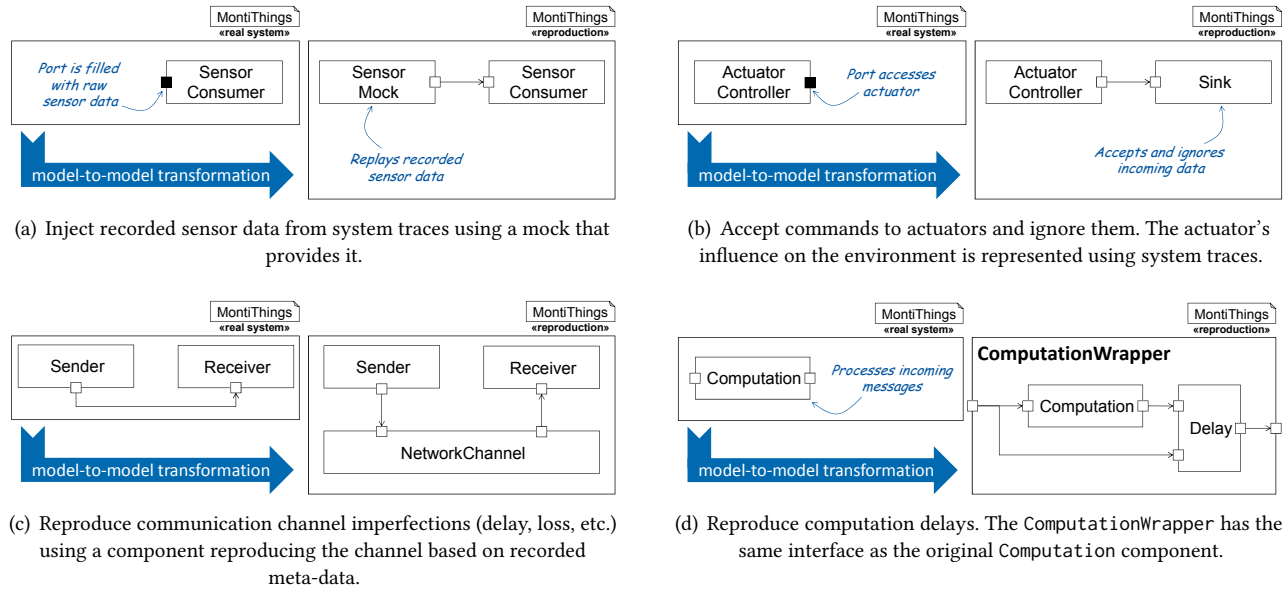 MontiThings
«real system»
Port is filled
with raw
sensor data
Sensor
Consumer
MontiThings
«reproduction»
Sensor
Mock
Sensor
Consumer
Replays recorded
sensor data
model-to-model transformation
(a) Inject recorded sensor data from system traces using a mock that
provides it.
MontiThings
«real system»
Actuator
Controller
Port accesses
actuator
MontiThings
«reproduction»
Actuator
Controller
Sink
Accepts and ignores
incoming data
model-to-model transformation
(b) Accept commands to actuators and ignore them. The actuator's
influence on the environment is represented using system traces.
MontiThings
«real system»
Sender
Receiver
MontiThings
«reproduction»
Sender
Receiver
NetworkChannel
model-to-model transformation
(c) Reproduce communication channel imperfections (delay, loss, etc.)
using a component reproducing the channel based on recorded
meta-data.
MontiThings
«real system»
Computation
Processes incoming
messages
MontiThings
«reproduction»
ComputationWrapper
Computation
Delay
model-to-model transformation
(d) Reproduce computation delays. The ComputationWrapper has the
same interface as the original Computation component.